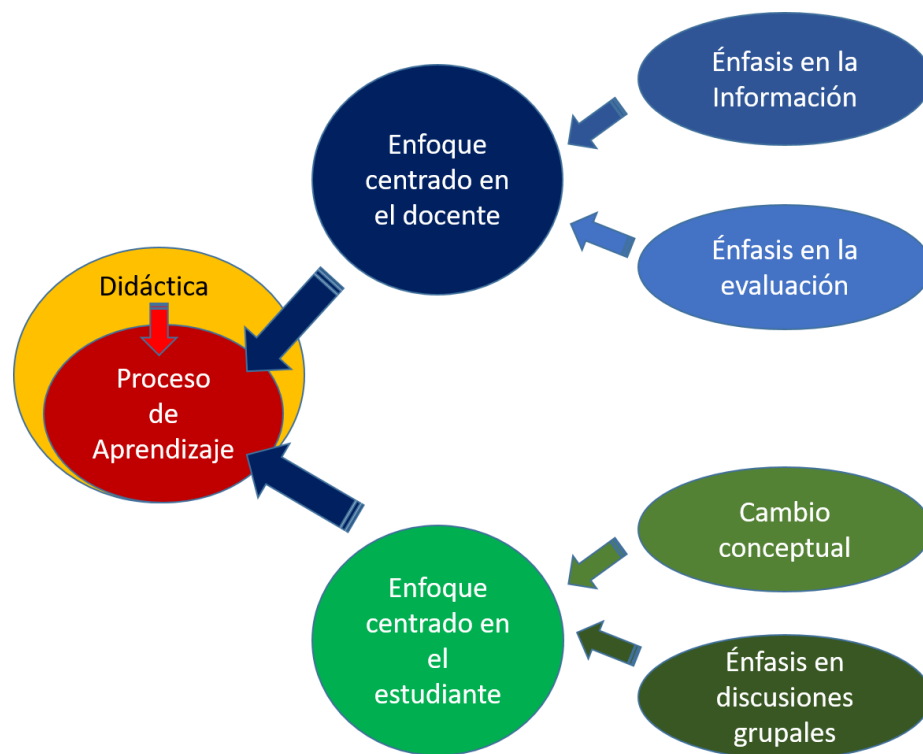 Énfasis en la
Información
Enfoque
centrado en
el docente
Énfasis en la
evaluación
Didáctica
Proceso
de
Aprendizaje
Cambio
conceptual
Enfoque
centrado en
el
estudiante
Énfasis en
discusiones
grupales